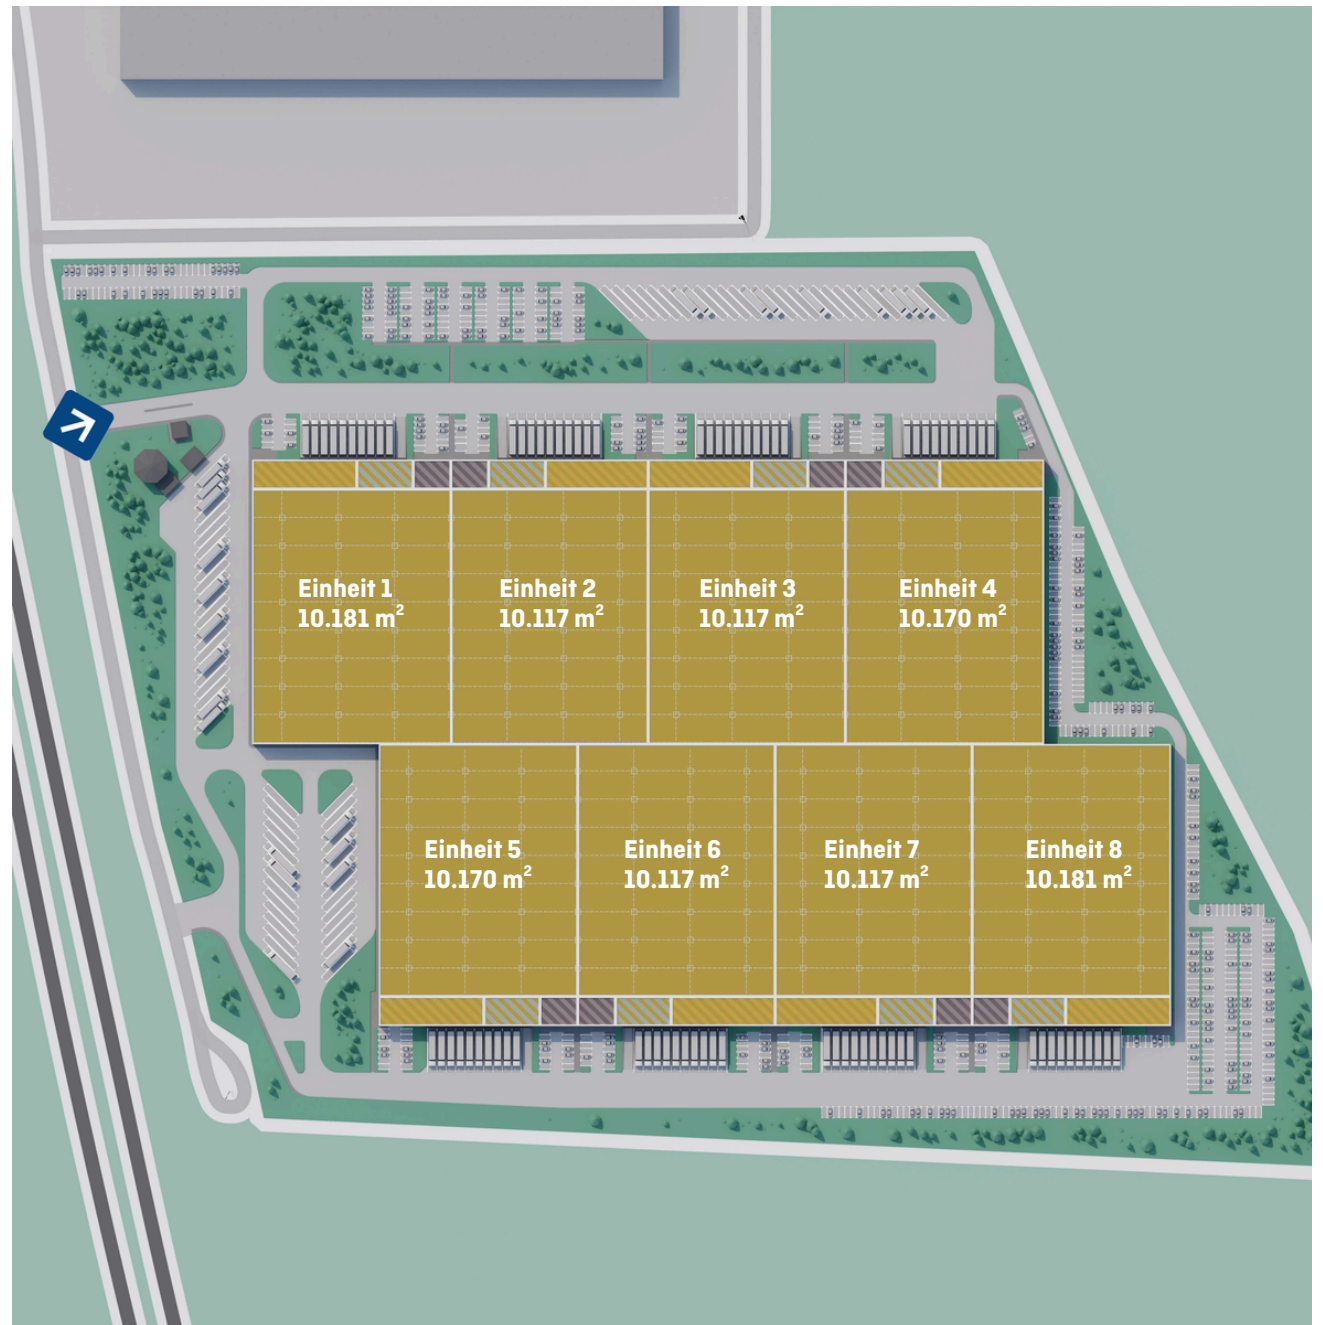 Einheit 1
10.181 m²
Einheit 2
10.117 m²
Einheit 3
10.117 m²
Einheit 4
10.170 m²
Einheit 5
10.170 m²
Einheit 6
10.117 m²
Einheit 7
10.117 m²
Einheit 8
10.181 m²